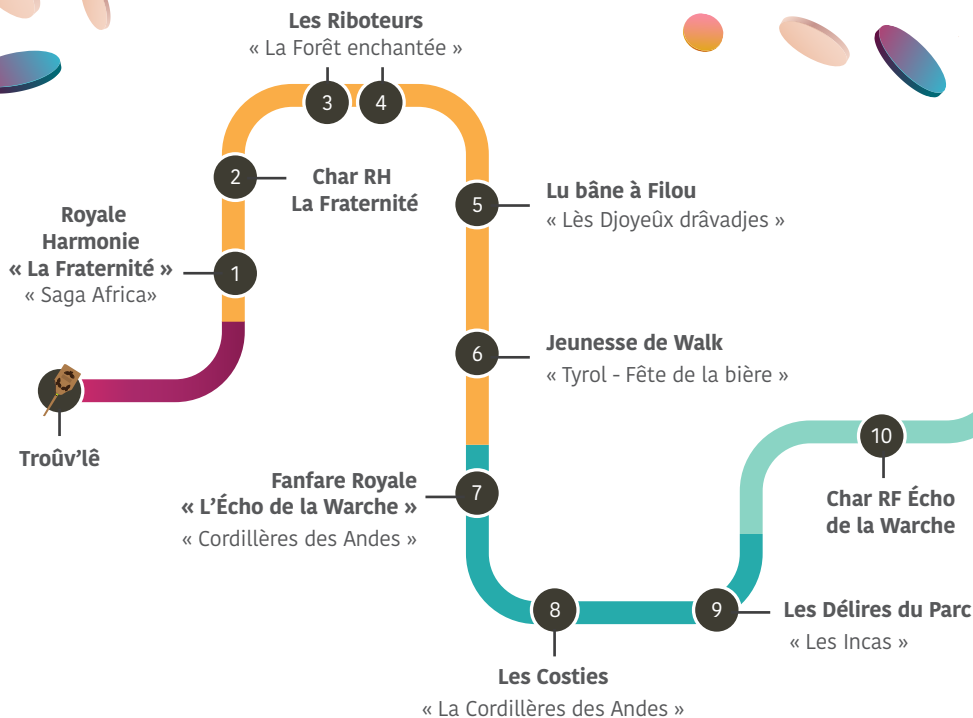 Les Riboteurs
« La Forêt enchantée »
3
4
2
Char RH
La Fraternité
Royale
Harmonie
« La Fraternité »
« Saga Africa»
1
Troûv'lê
5
Lu bâne à Filou
« Lès Djoyeûx drâvadjes »
6
Jeunesse de Walk
« Tyrol - Fête de la bière »
Fanfare Royale
« L'Écho de la Warche »
« Cordillères des Andes »
7
8
Les Costies
« La Cordillères des Andes »
9
Les Délires du Parc
« Les Incas »
10
Char RF Écho
de la Warche